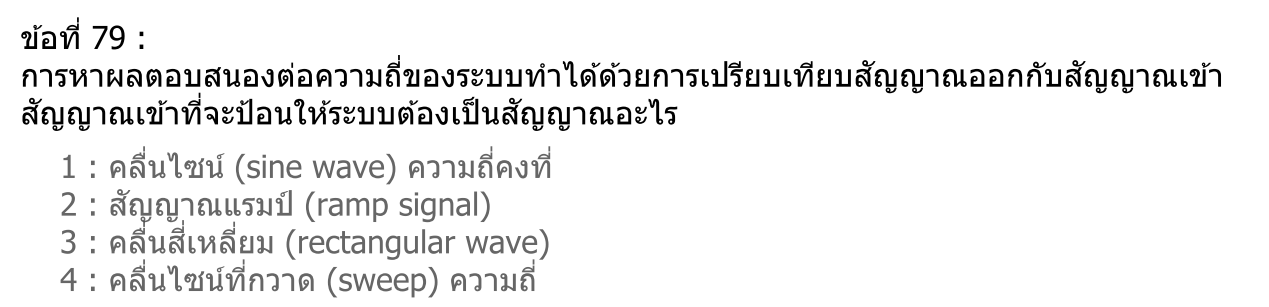 ข้อที่ 79 :
การหาผลตอบสนองต่อความถี่ของระบบทำได้ด้วยการเปรียบเทียบสัญญาณออกกับสัญญาณเข้า
สัญญาณเข้าที่จะป้อนให้ระบบต้องเป็นสัญญาณอะไร
1 : คลื่นไซน์ (sine wave) ความถี่คงที่
2 : สัญญาณแรมป์ (ramp signal)
3 : คลื่นสี่เหลี่ยม (rectangular wave)
4 : คลื่นไซน์ที่กวาด (sweep) ความถี่